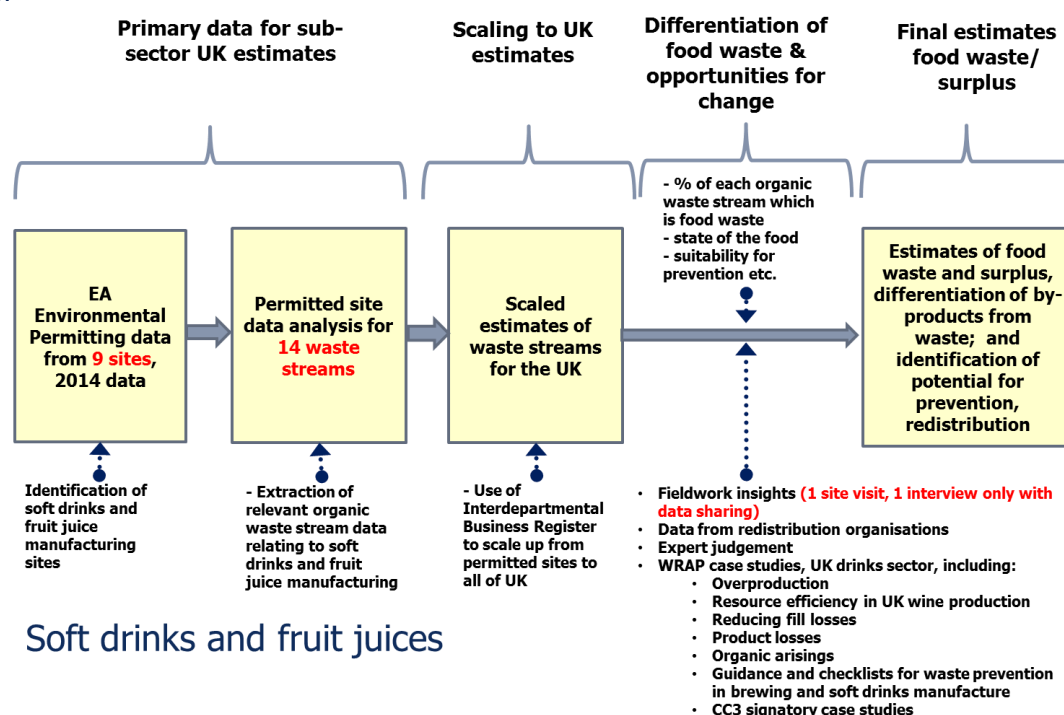 Primary data for sub-
sector UK estimates
Scaling to UK
estimates
Differentiation of
food waste &
opportunities for
change
Final estimates
food waste/
surplus
- % of each organic
waste stream which
is food waste
- state of the food
- suitability for
prevention etc.
EA
Environmental
Permitting data
from 9 sites,
2014 data
Permitted site
data analysis for
14 waste
streams
Scaled
estimates of
waste streams
for the UK
Estimates of food
waste and surplus,
differentiation of by-
products from
waste; and
identification of
potential for
prevention,
redistribution
Identification of
soft drinks and
fruit juice
manufacturing
sites
- Extraction of
relevant organic
waste stream data
relating to soft
drinks and fruit
juice manufacturing
- Use of
Interdepartmental
Business Register
to scale up from
permitted sites to
all of UK
• Fieldwork insights (1 site visit, 1 interview only with
data sharing)
• Data from redistribution organisations
• Expert judgement
• WRAP case studies, UK drinks sector, including:
• Overproduction
• Resource efficiency in UK wine production
• Reducing fill losses
• Product losses
• Organic arisings
• Guidance and checklists for waste prevention
in brewing and soft drinks manufacture
• CC3 signatory case studies
Soft drinks and fruit juices